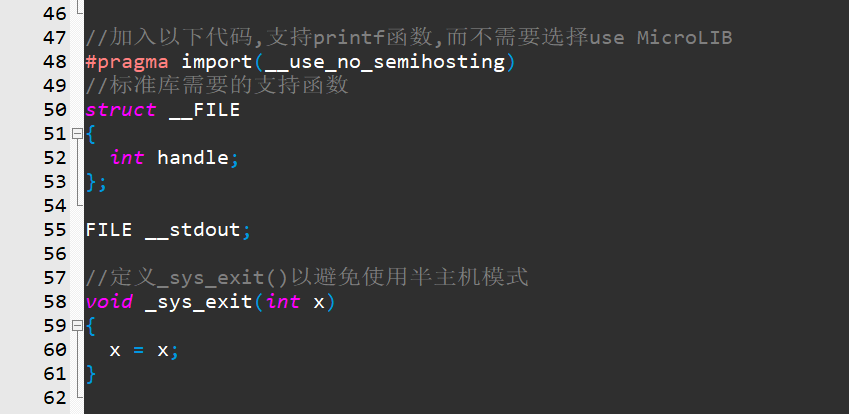 46
47 //加入以下代码,支持printf函数,而不需要选择use MicroLIB
48 #pragma import(__use_no_semihosting)
49 //标准库需要的支持函数
50 struct __FILE
51 {
52   int handle;
53 };
54
55 FILE __stdout;
56
57 //定义_sys_exit()以避免使用半主机模式
58 void _sys_exit(int x)
59 {
60   x = x;
61 }
62